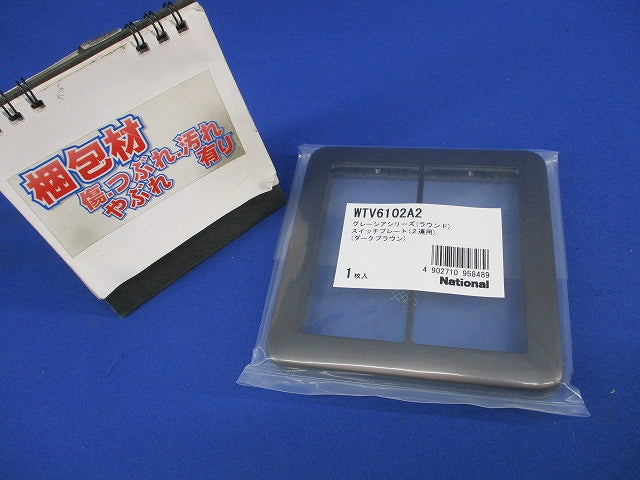 梱包材
傷.つぶれ.汚れ
やぶれ 有り
WTV6102A2
グレーシアシリーズ(ラウンド)
スイッチプレート(2連用)
(ダークブラウン)
1枚入
4 902710 958489
National